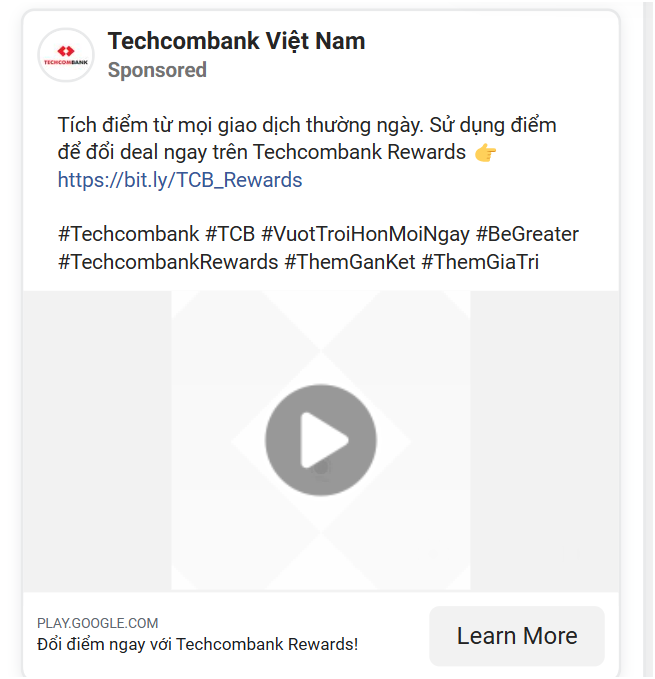 TECHCOMBANK
Techcombank Việt Nam
Sponsored
Tích điểm từ mọi giao dịch thường ngày. Sử dụng điểm
để đổi deal ngay trên Techcombank Rewards 👉
https://bit.ly/TCB_Rewards
#Techcombank #TCB #VuotTroiHonMoiNgay #BeGreater
#TechcombankRewards #ThemGanKet #ThemGiaTri
PLAY.GOOGLE.COM
Đổi điểm ngay với Techcombank Rewards!
Learn More